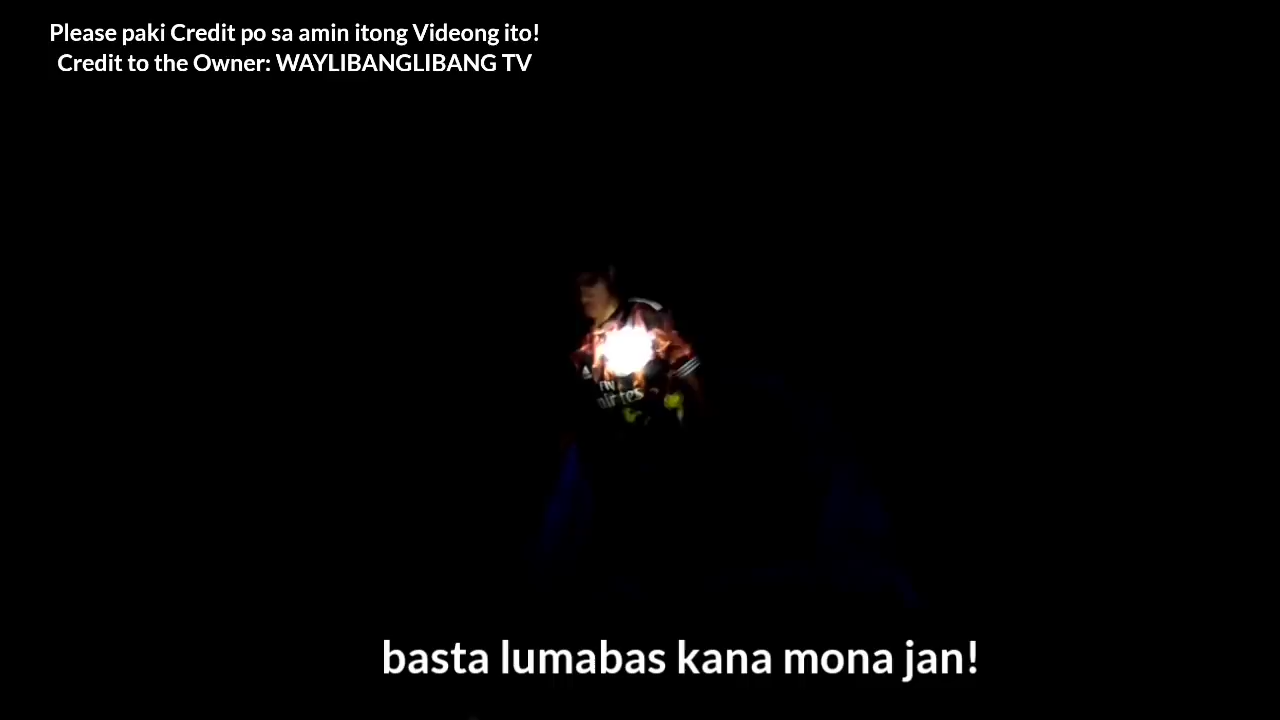 Please paki Credit po sa amin itong Videong ito!
Credit to the Owner: WAYLIBANGLIBANG TV
Fly
basta lumabas kana mona jan!